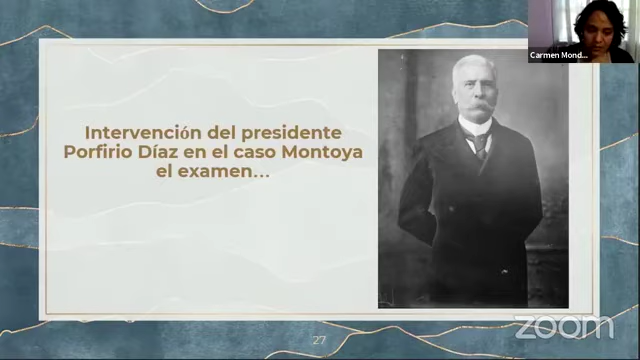 Carmen Mond...
Intervención del presidente
Porfirio Díaz en el caso Montoya
el examen...
27
zoom